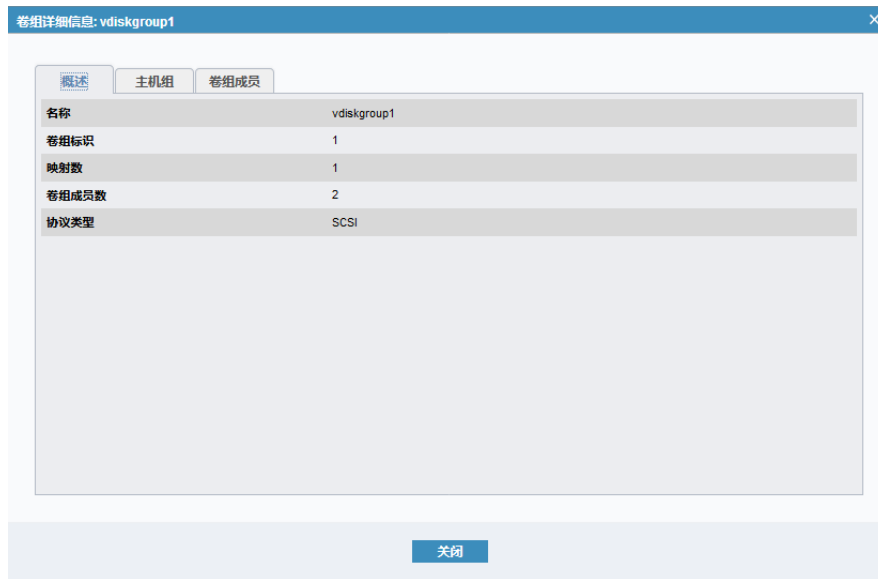 卷组详细信息: vdiskgroup1
概述 主机组 卷组成员
名称 vdiskgroup1
卷组标识 1
映射数 1
卷组成员数 2
协议类型 SCSI
关闭